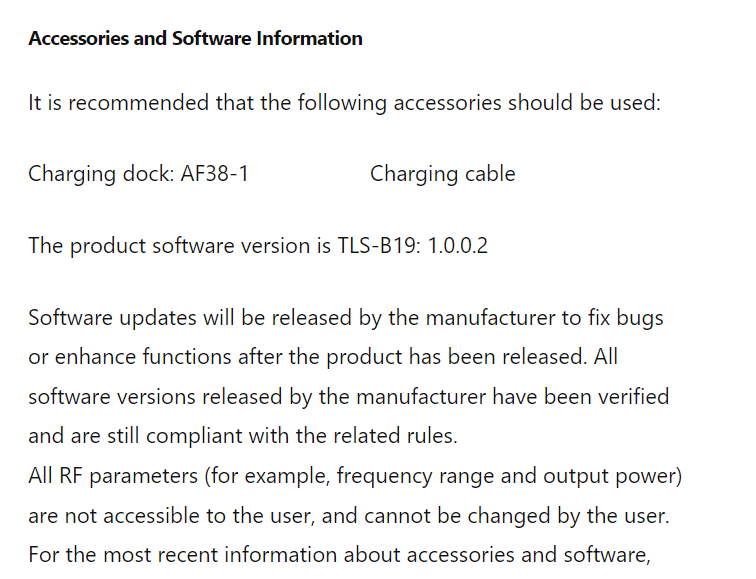 Accessories and Software Information
It is recommended that the following accessories should be used:
Charging dock: AF38-1 Charging cable
The product software version is TLS-B19: 1.0.0.2
Software updates will be released by the manufacturer to fix bugs
or enhance functions after the product has been released. All
software versions released by the manufacturer have been verified
and are still compliant with the related rules.
All RF parameters (for example, frequency range and output power)
are not accessible to the user, and cannot be changed by the user.
For the most recent information about accessories and software,